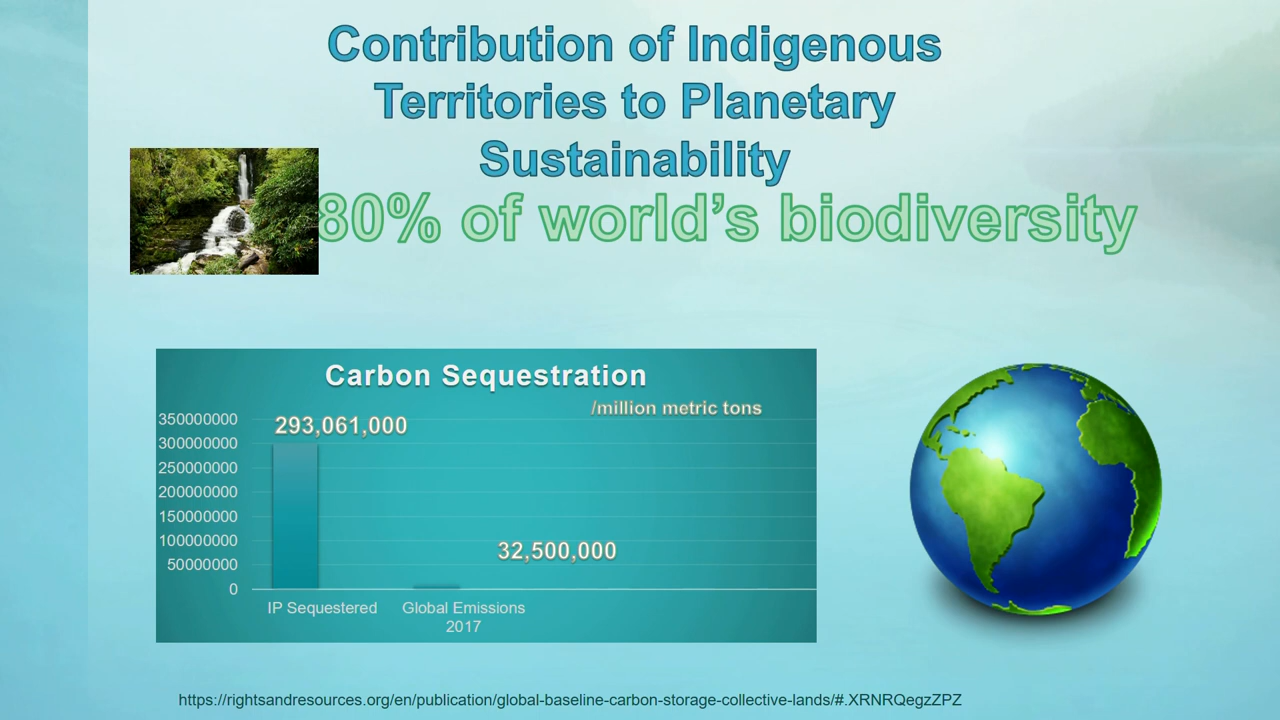 Contribution of Indigenous
Territories to Planetary
Sustainability
80% of world’s biodiversity
Carbon Sequestration
/million metric tons
350000000
300000000
250000000
200000000
150000000
100000000
50000000
0
293,061,000
32,500,000
IP Sequestered
Global Emissions
2017
https://rightsandresources.org/en/publication/global-baseline-carbon-storage-collective-lands/#.XRNRQegzZPZ